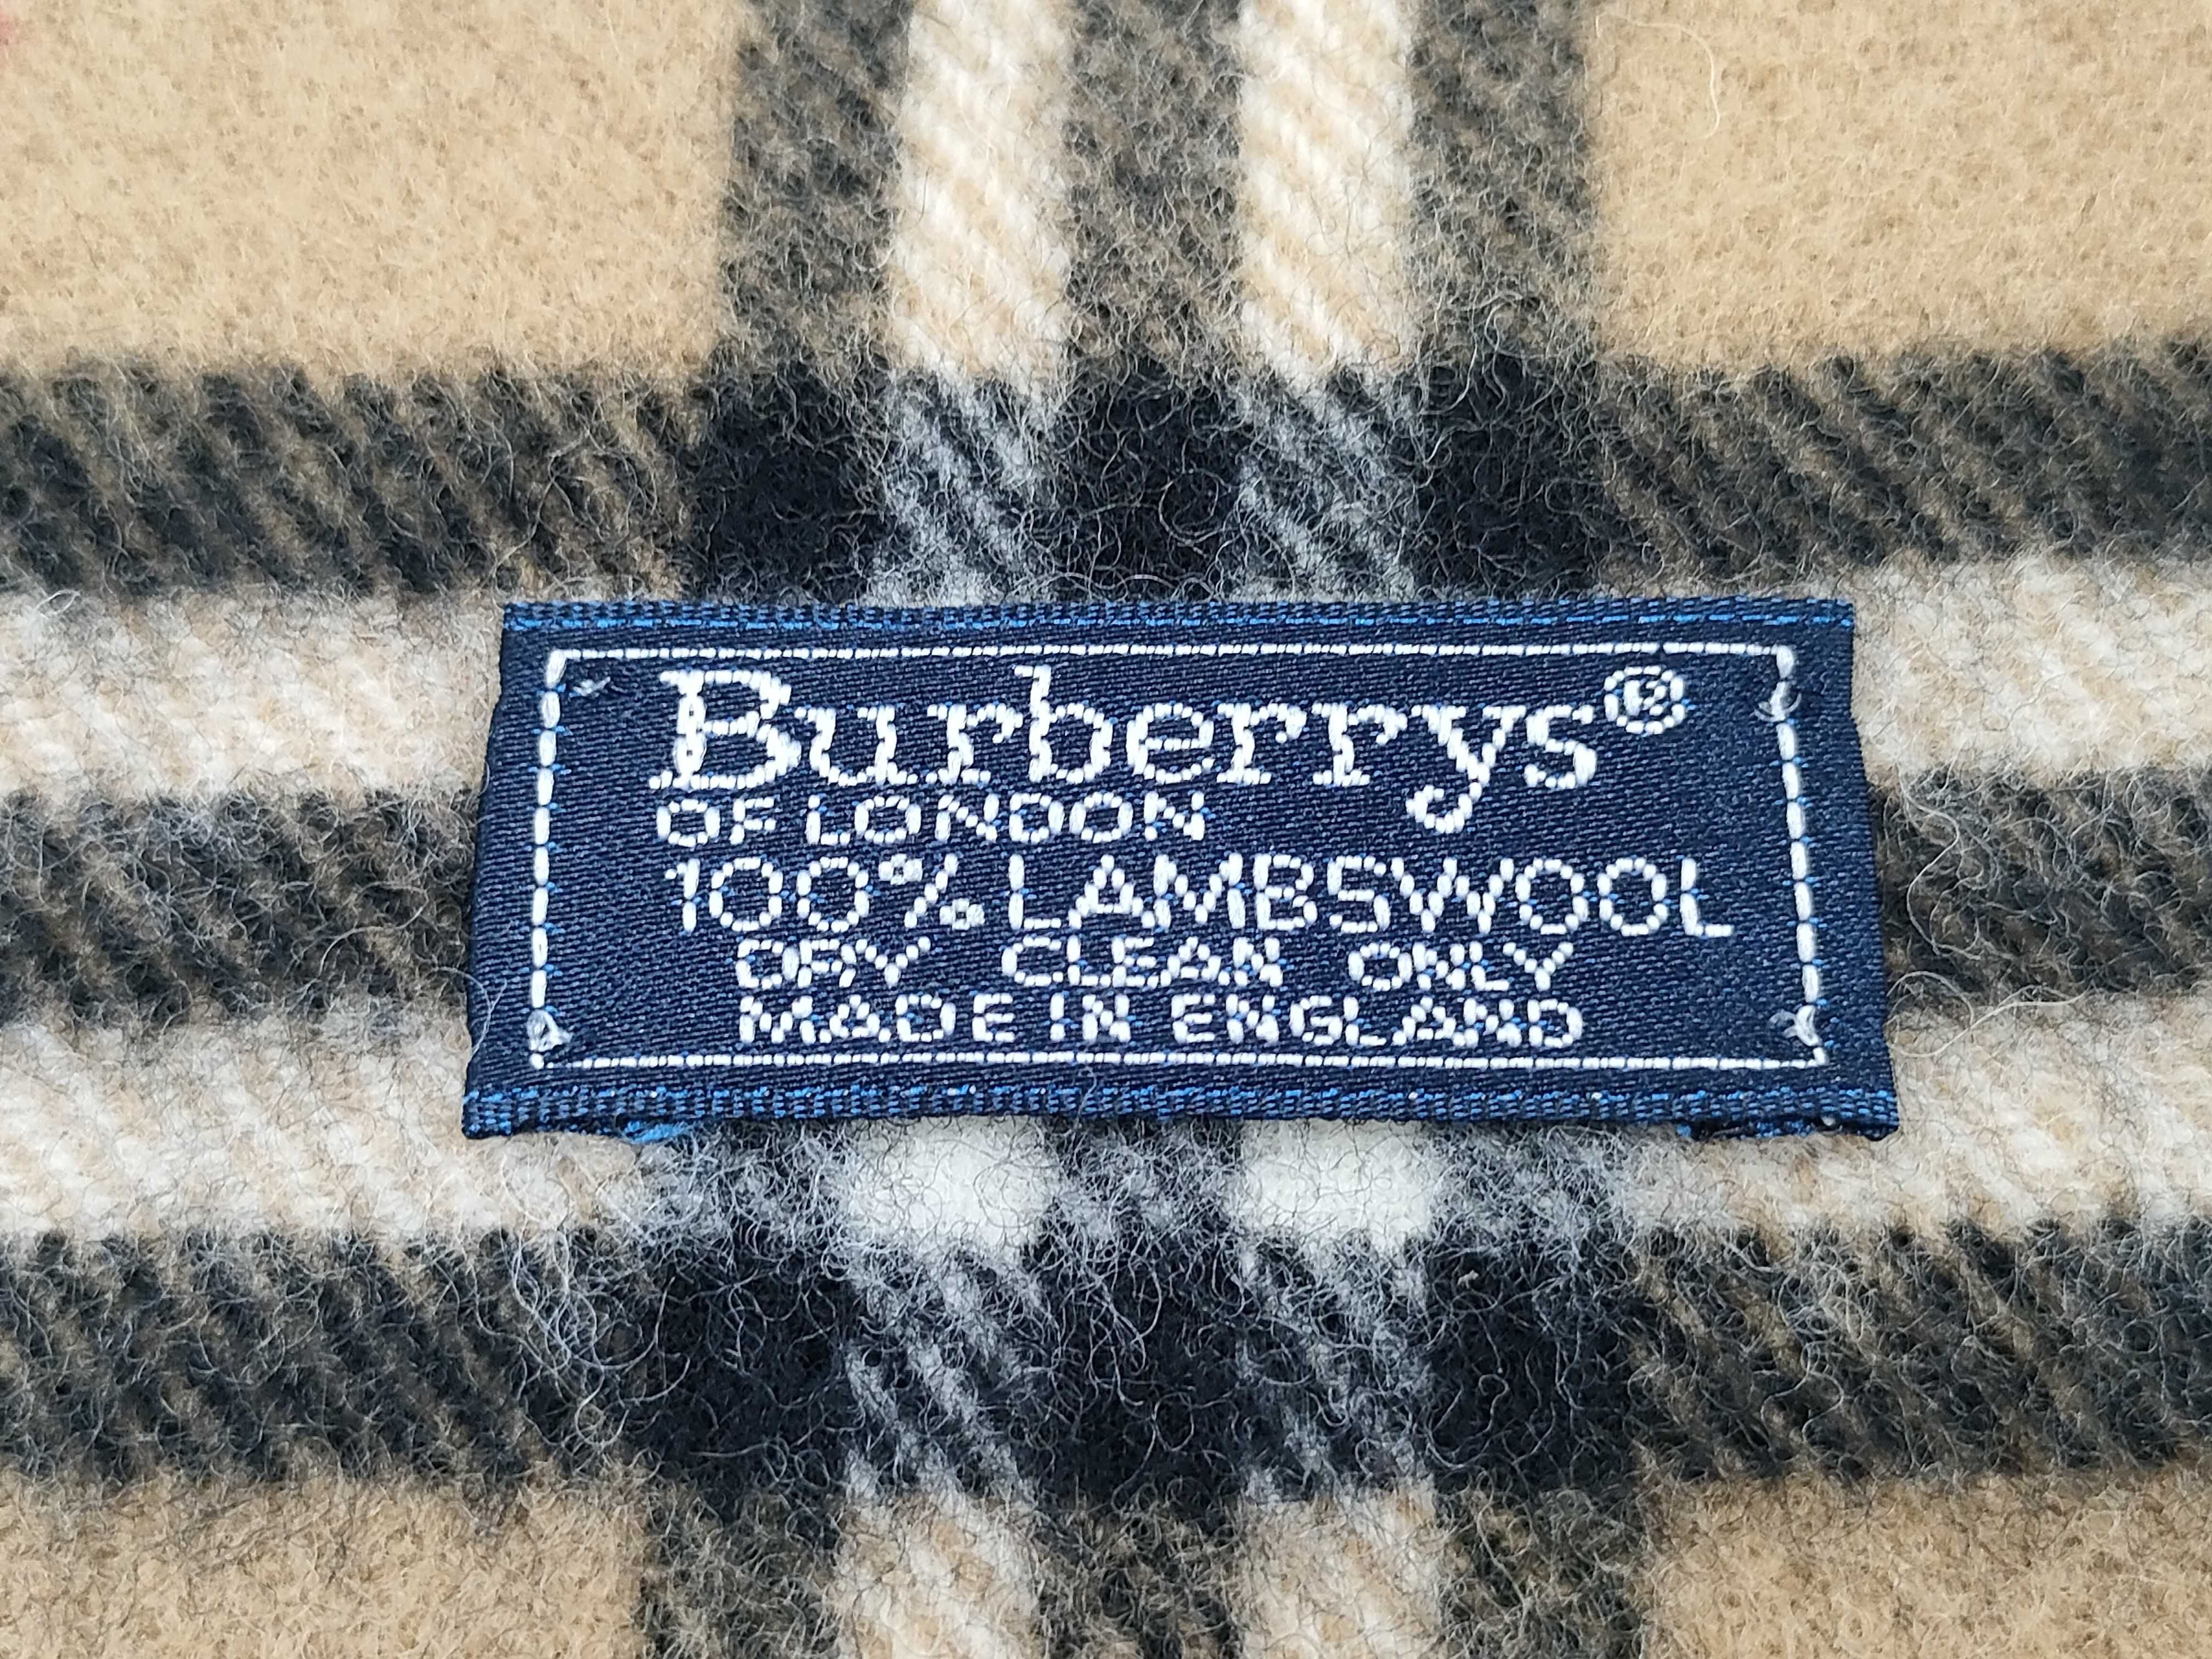 Burberrys®
OF LONDON
100% LAMBSWOOL
DRY CLEAN ONLY
MADE IN ENGLAND